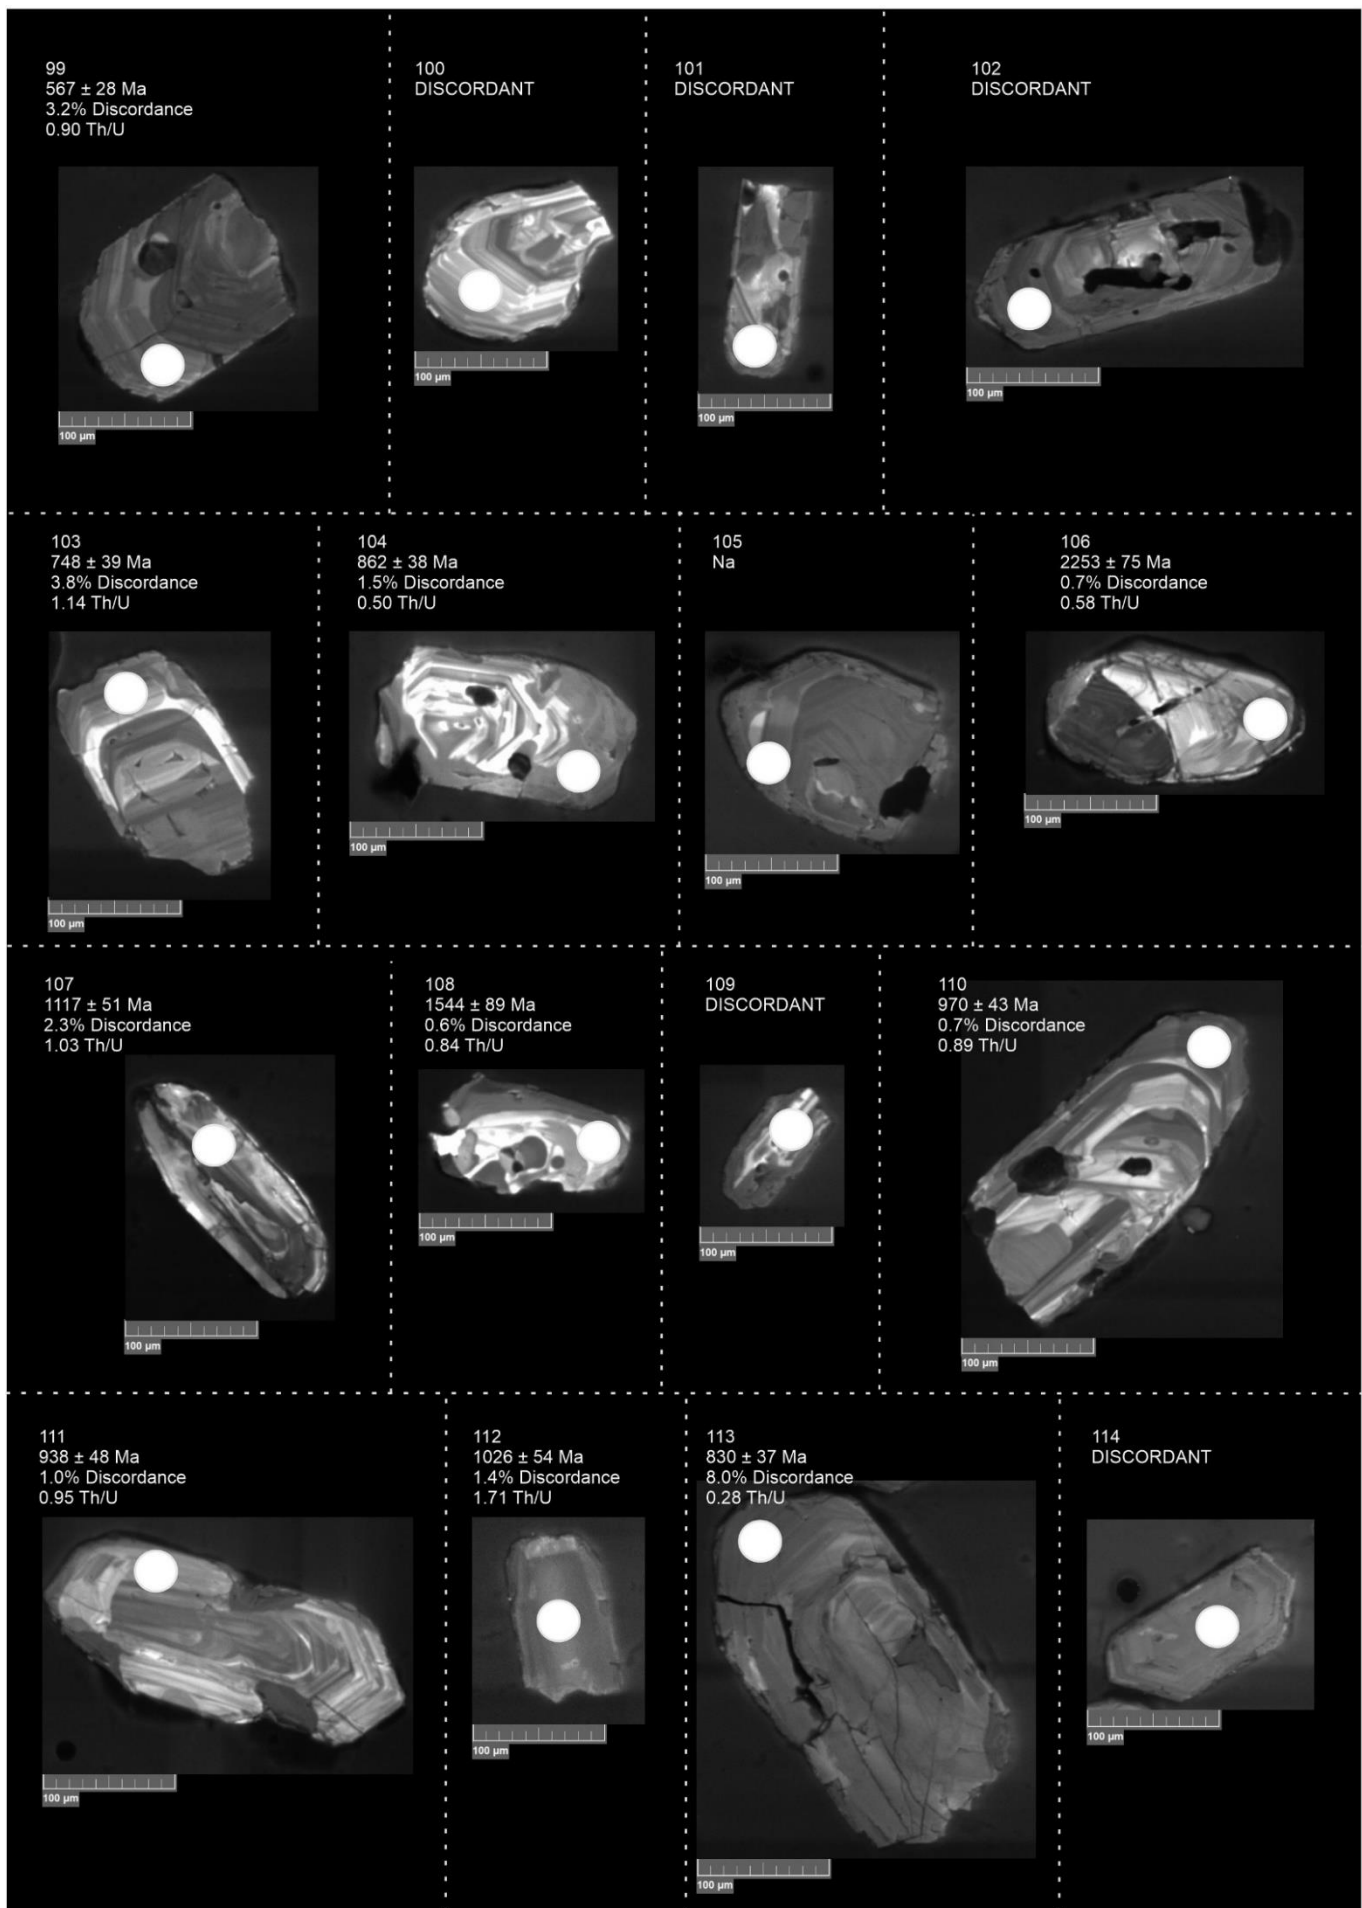 99
567 ± 28 Ma
3.2% Discordance
0.90 Th/U
100
DISCORDANT
101
DISCORDANT
102
DISCORDANT
100 µm
100 µm
100 µm
100 µm
103
748 ± 39 Ma
3.8% Discordance
1.14 Th/U
104
862 ± 38 Ma
1.5% Discordance
0.50 Th/U
105
Na
106
2253 ± 75 Ma
0.7% Discordance
0.58 Th/U
100 µm
100 µm
100 µm
100 µm
107
1117 ± 51 Ma
2.3% Discordance
1.03 Th/U
108
1544 ± 89 Ma
0.6% Discordance
0.84 Th/U
109
DISCORDANT
110
970 ± 43 Ma
0.7% Discordance
0.89 Th/U
100 µm
100 µm
100 µm
100 µm
111
938 ± 48 Ma
1.0% Discordance
0.95 Th/U
112
1026 ± 54 Ma
1.4% Discordance
1.71 Th/U
113
830 ± 37 Ma
8.0% Discordance
0.28 Th/U
114
DISCORDANT
100 µm
100 µm
100 µm
100 µm